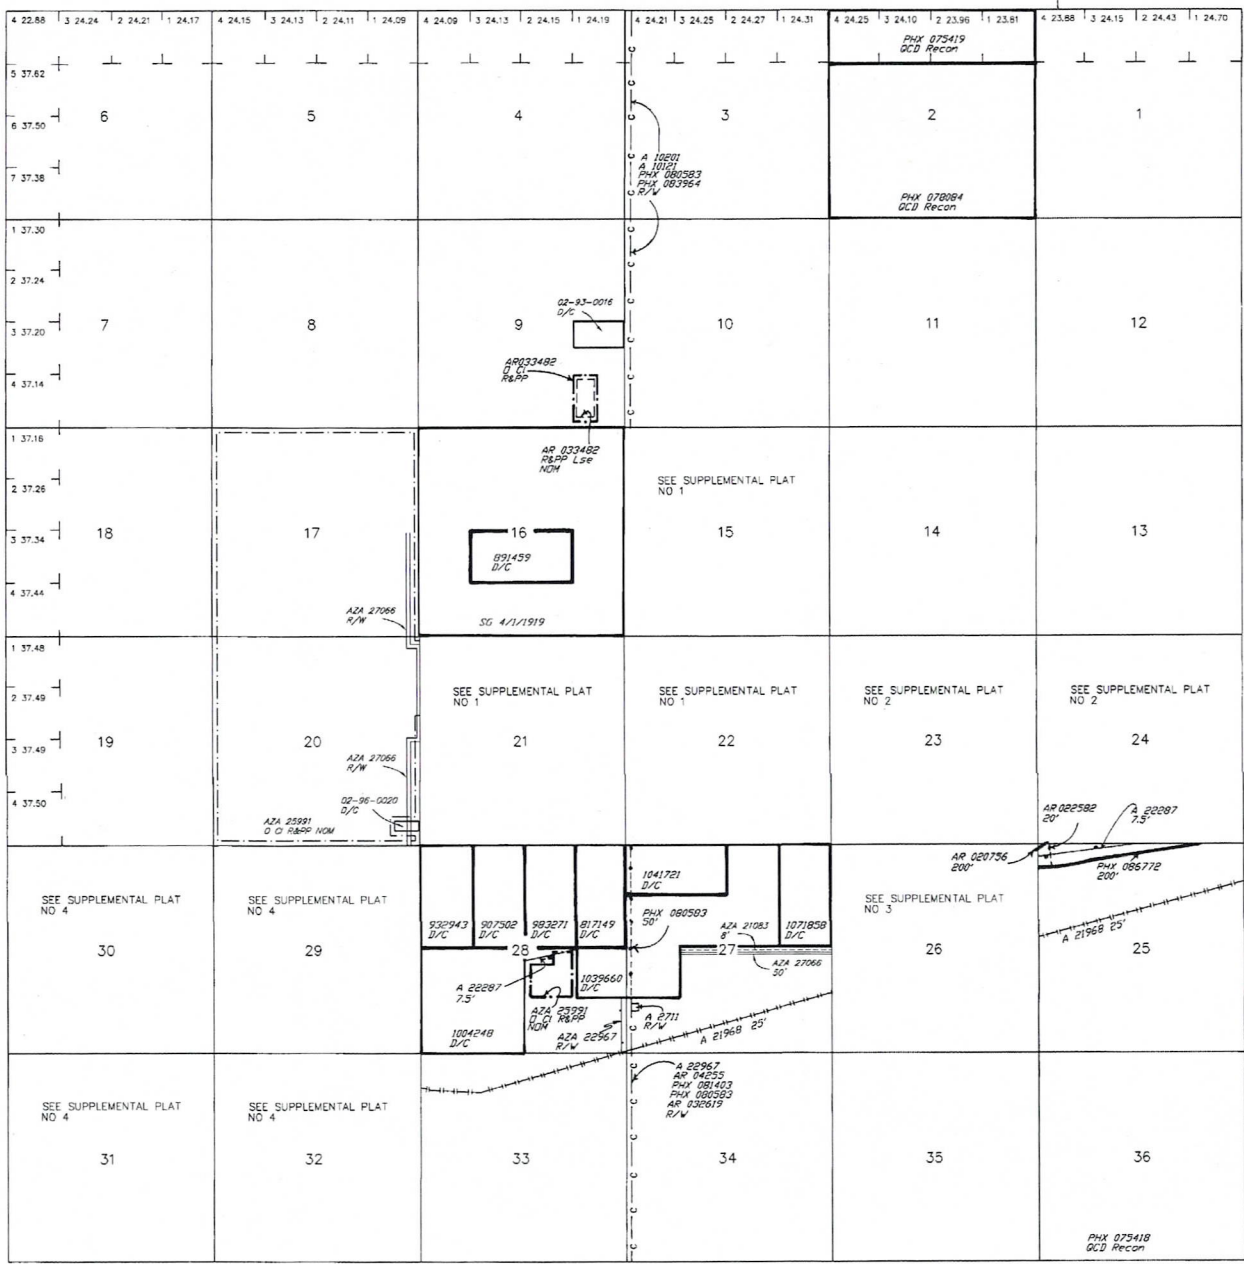 4 22.88 3 24.24 2 24.21 1 24.17 4 24.15 3 24.13 2 24.11 1 24.09 4 24.09 3 24.13 2 24.15 1 24.19 4 24.21 3 24.25 2 24.27 1 24.31 4 24.25 3 24.10 2 23.96 1 23.81 4 23.88 3 24.15 2 24.43 1 24.70
PHX 075419
QCD Recon
5 37.62
6 37.50
7 37.38
6
5
4
3
2
1
A 10201
A 10121
PHX 080583
PHX 083964
R/W
PHX 078084
QCD Recon
1 37.30
2 37.24
3 37.20
4 37.14
7
8
9
10
11
12
02-93-0016
D/C
AR033482
O Cl
R&PP
1 37.16
2 37.26
3 37.34
4 37.44
AR 033482
R&PP Lse
NOM
SEE SUPPLEMENTAL PLAT
NO 1
18
17
16
15
14
13
891459
D/C
AZA 27066
R/W
SG 4/1/1919
1 37.48
2 37.49
3 37.49
4 37.50
SEE SUPPLEMENTAL PLAT
NO 1
SEE SUPPLEMENTAL PLAT
NO 1
SEE SUPPLEMENTAL PLAT
NO 2
SEE SUPPLEMENTAL PLAT
NO 2
19
20
21
22
23
24
AZA 27066
R/W
02-96-0020
D/C
AZA 25991
O Cl R&PP NOM
AR 022582
20'
A 22287
7.5'
AR 020756
200'
PHX 086772
200'
SEE SUPPLEMENTAL PLAT
NO 4
30
SEE SUPPLEMENTAL PLAT
NO 4
29
932943
D/C
907502
D/C
983271
D/C
817149
D/C
1041721
D/C
PHX 080583
50'
AZA 21083
8'
1071858
D/C
28
27
AZA 27066
50'
A 22287
7.5'
1039660
D/C
AZA 25991
O Cl R&PP
NOM
1004248
D/C
AZA 22967
R/W
A 2711
R/W
A 21968 25'
SEE SUPPLEMENTAL PLAT
NO 3
26
A 21968 25'
25
A 22967
AR 04255
PHX 081403
PHX 080583
AR 032619
R/W
SEE SUPPLEMENTAL PLAT
NO 4
31
SEE SUPPLEMENTAL PLAT
NO 4
32
33
34
35
36
PHX 075418
QCD Recon